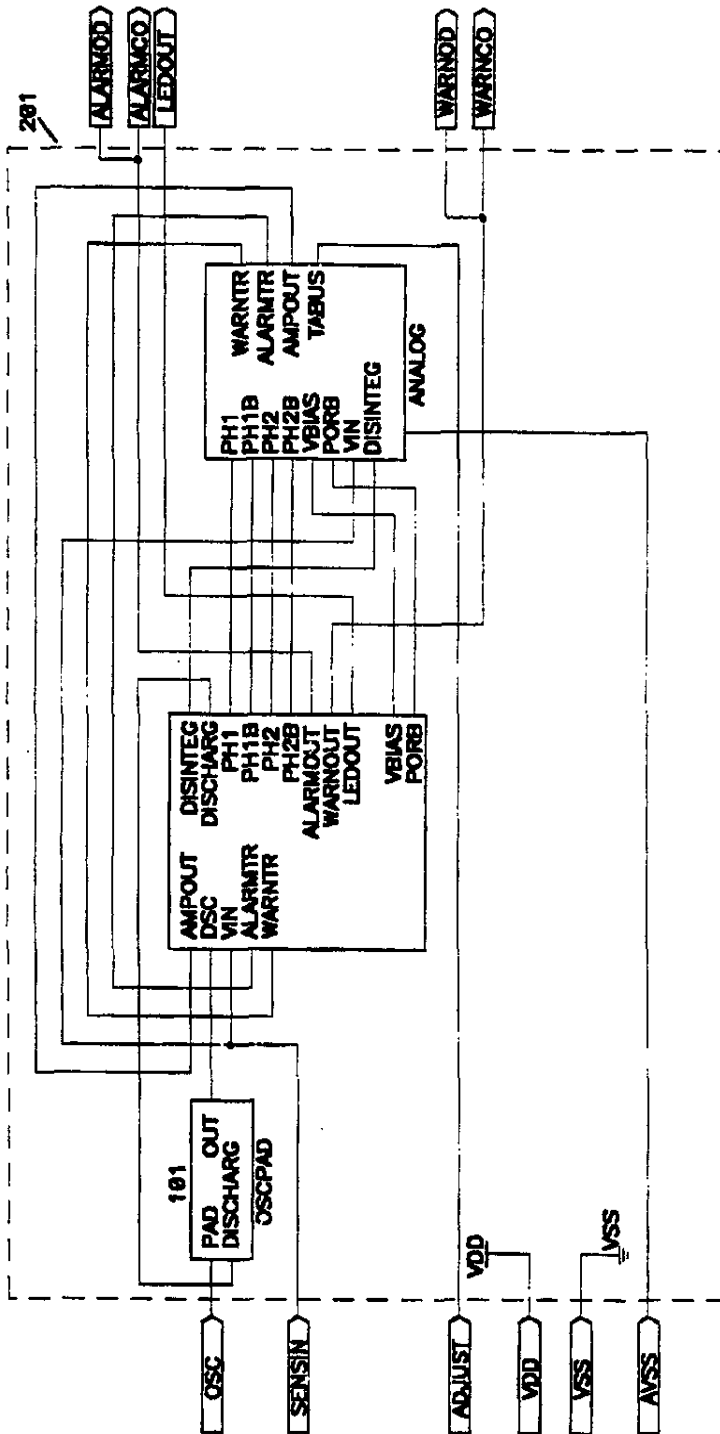 201
ALARMOD
ALARMCO
LEDOUT
WARNOD
WARNCO
OSC
SENSIN
ADJUST
VDD
VSS
AVSS
VDD
VSS
101
PAD OUT
DISCHARG
OSCPAD
AMPOUT
DSC
VIN
ALARMTR
WARNTR
DISINTEG
DISCHARG
PH1
PH1B
PH2
PH2B
ALARMOUT
WARNOUT
LEDOUT
VBIAS
PORB
PH1
PH1B
PH2
PH2B
VBIAS
PORB
VIN
DISINTEG
WARNTR
ALARMTR
AMPOUT
TABUS
ANALOG